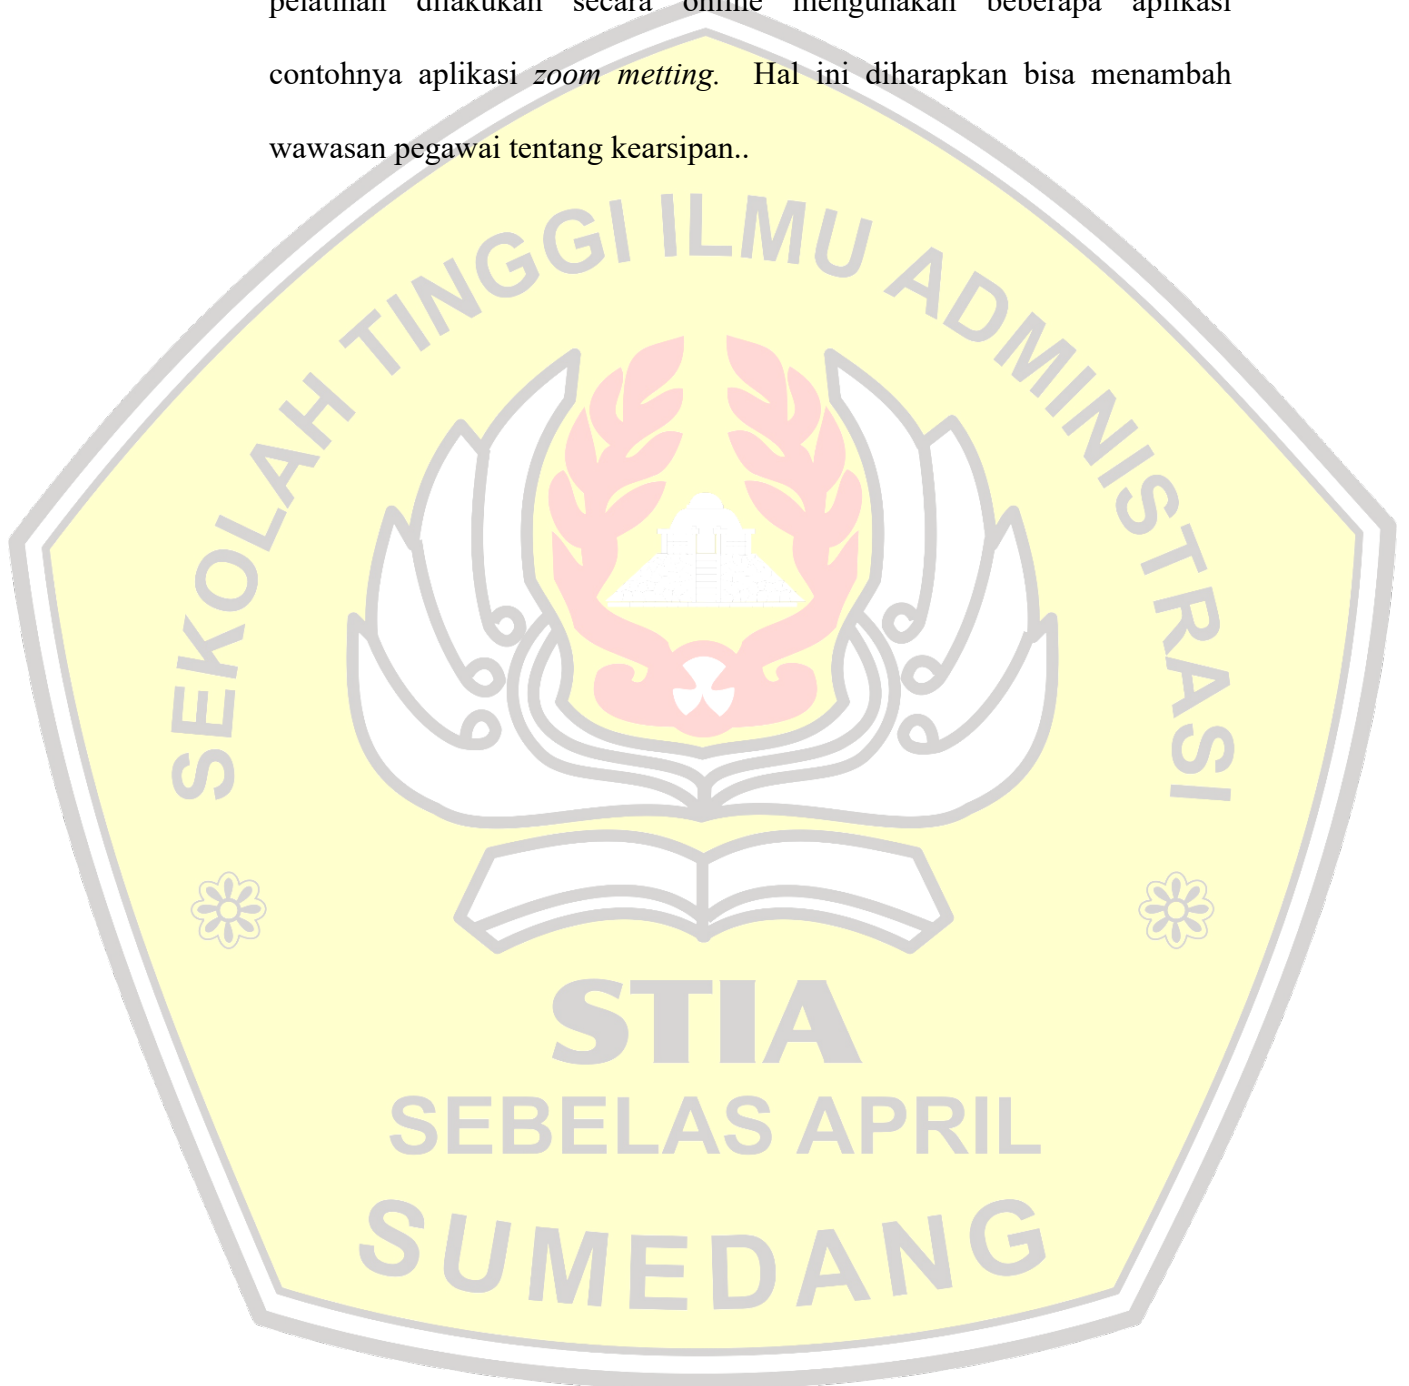 pelatihan dilakukan secara online mengunakan beberapa aplikasi
contohnya aplikasi zoom metting. Hal ini diharapkan bisa menambah
wawasan pegawai tentang kearsipan..
SEKOLAH TINGGI ILMU ADMINISTRASI
STIA
SEBELAS APRIL
SUMEDANG